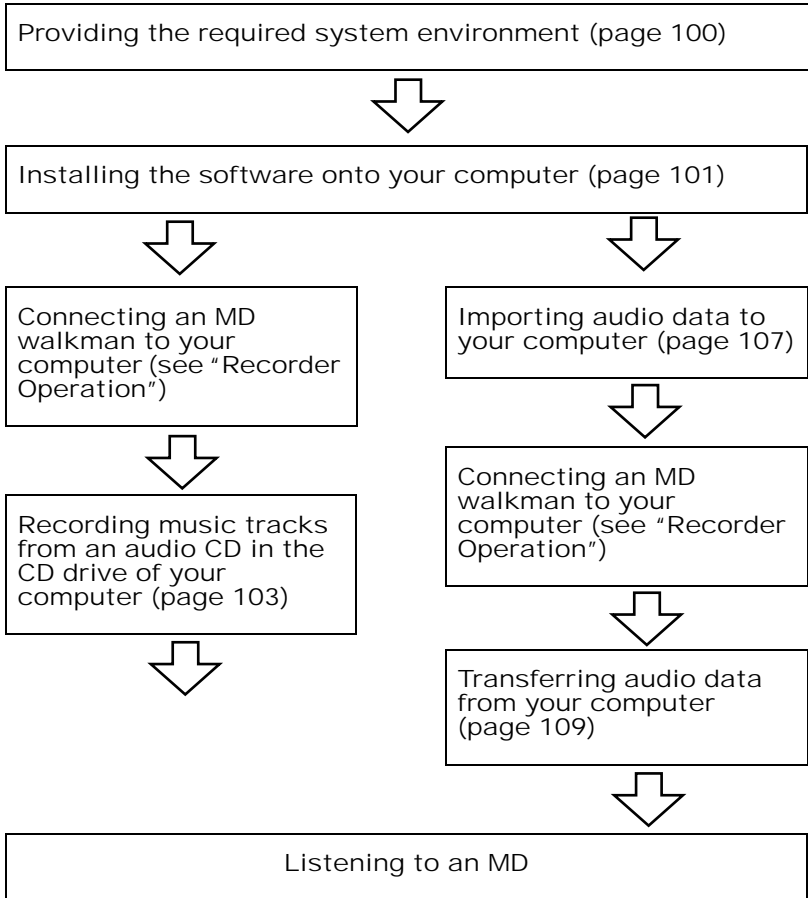 Providing the required system environment (page 100)
Installing the software onto your computer (page 101)
Connecting an MD
walkman to your
computer (see “Recorder
Operation”)
Recording music tracks
from an audio CD in the
CD drive of your
computer (page 103)
Importing audio data to
your computer (page 107)
Connecting an MD
walkman to your
computer (see “Recorder
Operation”)
Transferring audio data
from your computer
(page 109)
Listening to an MD